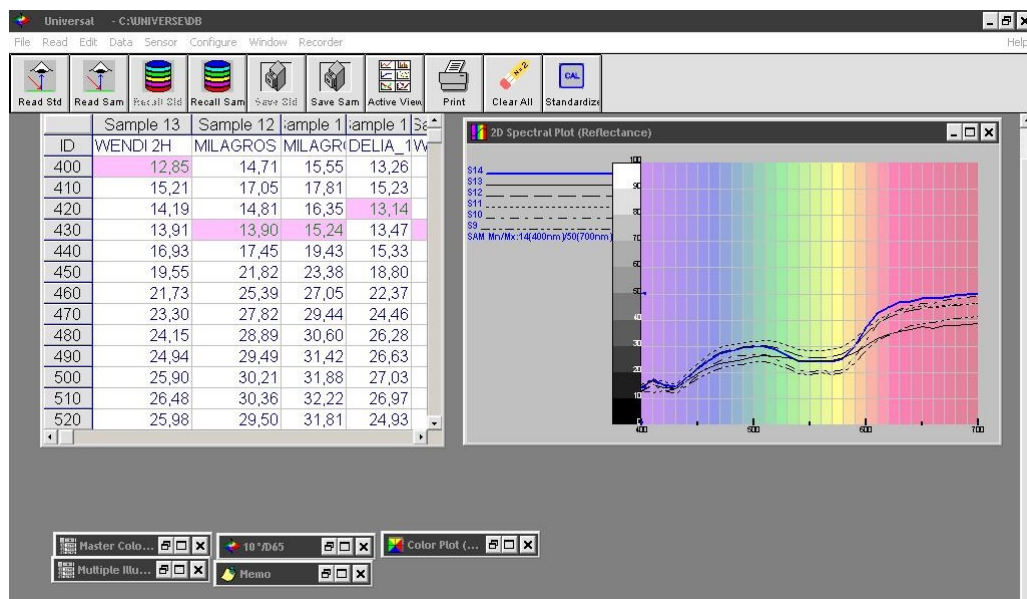 Universal - C:\UNIVERSE\DB
File Read Edit Data Sensor Configure Window Recorder Help
Read Std Read Sam Recall Std Recall Sam Save Std Save Sam Active View Print Clear All Standardize
CAL
N=2
Sample 13 Sample 12 ample 1 ample 1 Sa
ID WENDI 2H MILAGROS MILAGR DELIA_1 W
400 12,85 14,71 15,55 13,26
410 15,21 17,05 17,81 15,23
420 14,19 14,81 16,35 13,14
430 13,91 13,90 15,24 13,47
440 16,93 17,45 19,43 15,33
450 19,55 21,82 23,38 18,80
460 21,73 25,39 27,05 22,37
470 23,30 27,82 29,44 24,46
480 24,15 28,89 30,60 26,28
490 24,94 29,49 31,42 26,63
500 25,90 30,21 31,88 27,03
510 26,48 30,36 32,22 26,97
520 25,98 29,50 31,81 24,93
2D Spectral Plot (Reflectance)
S14
S13
S12
S11
S10
S9
SAM Mn/Mx:14(400nm)/50(700nm)
100
90
80
70
60
50
40
30
20
10
0
400 500 600 700
Master Colo... 10°/D65 Color Plot (...
Multiple Illu... Memo